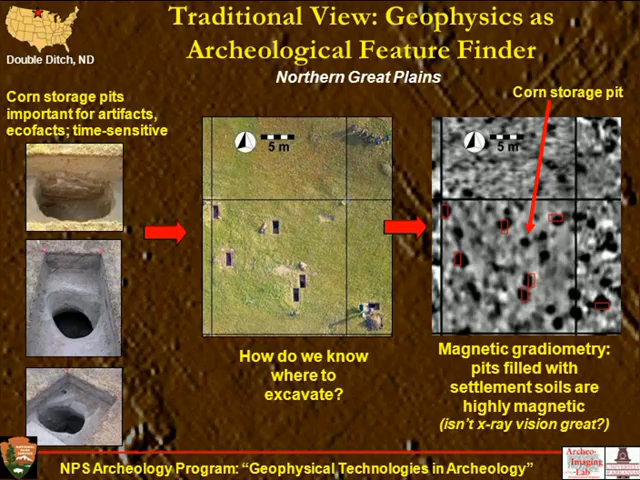 Traditional View: Geophysics as
Archeological Feature Finder
Northern Great Plains
Double Ditch, ND
Corn storage pits
important for artifacts,
ecofacts; time-sensitive
Corn storage pit
5 m
5 m
How do we know
where to
excavate?
Magnetic gradiometry:
pits filled with
settlement soils are
highly magnetic
(isn't x-ray vision great?)
NPS Archeology Program: “Geophysical Technologies in Archeology”
Archeo-
Imaging
Lab